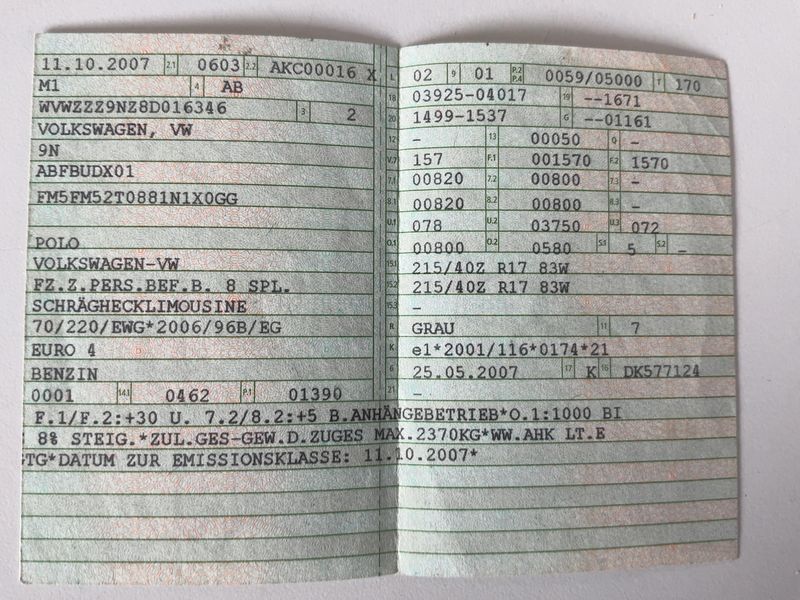 11.10.2007 2.1 0603 2.2 AKC00016 X
M1 4 AB
WVWZZZ9NZ8D016346 3 2
VOLKSWAGEN, VW
9N
ABFBUDX01
FM5FM52T0881N1X0GG
POLO
VOLKSWAGEN-VW
FZ.Z.PERS.BEF.B. 8 SPL.
SCHRÄGHECKLIMOUSINE
70/220/EWG*2006/96B/EG
EURO 4
BENZIN
0001 14.1 0462 P.1 01390
L 02 9 01 P.2 P.4 0059/05000 T 170
18 03925-04017 19 --1671
20 1499-1537 G --01161
12 - 13 00050 Q -
V.7 157 F.1 001570 F.2 1570
7.1 00820 7.2 00800 7.3 -
8.1 00820 8.2 00800 8.3 -
U.1 078 U.2 03750 U.3 072
O.1 00800 O.2 0580 S.1 5 S.2 -
15.1 215/40Z R17 83W
15.2 215/40Z R17 83W
15.3 -
R GRAU 11 7
K e1*2001/116*0174*21
6 25.05.2007 17 K 16 DK577124
21 -
F.1/F.2:+30 U. 7.2/8.2:+5 B.ANHÄNGEBETRIEB*O.1:1000 BI
8% STEIG.*ZUL.GES-GEW.D.ZUGES MAX.2370KG*WW.AHK LT.E
TG*DATUM ZUR EMISSIONSKLASSE: 11.10.2007*